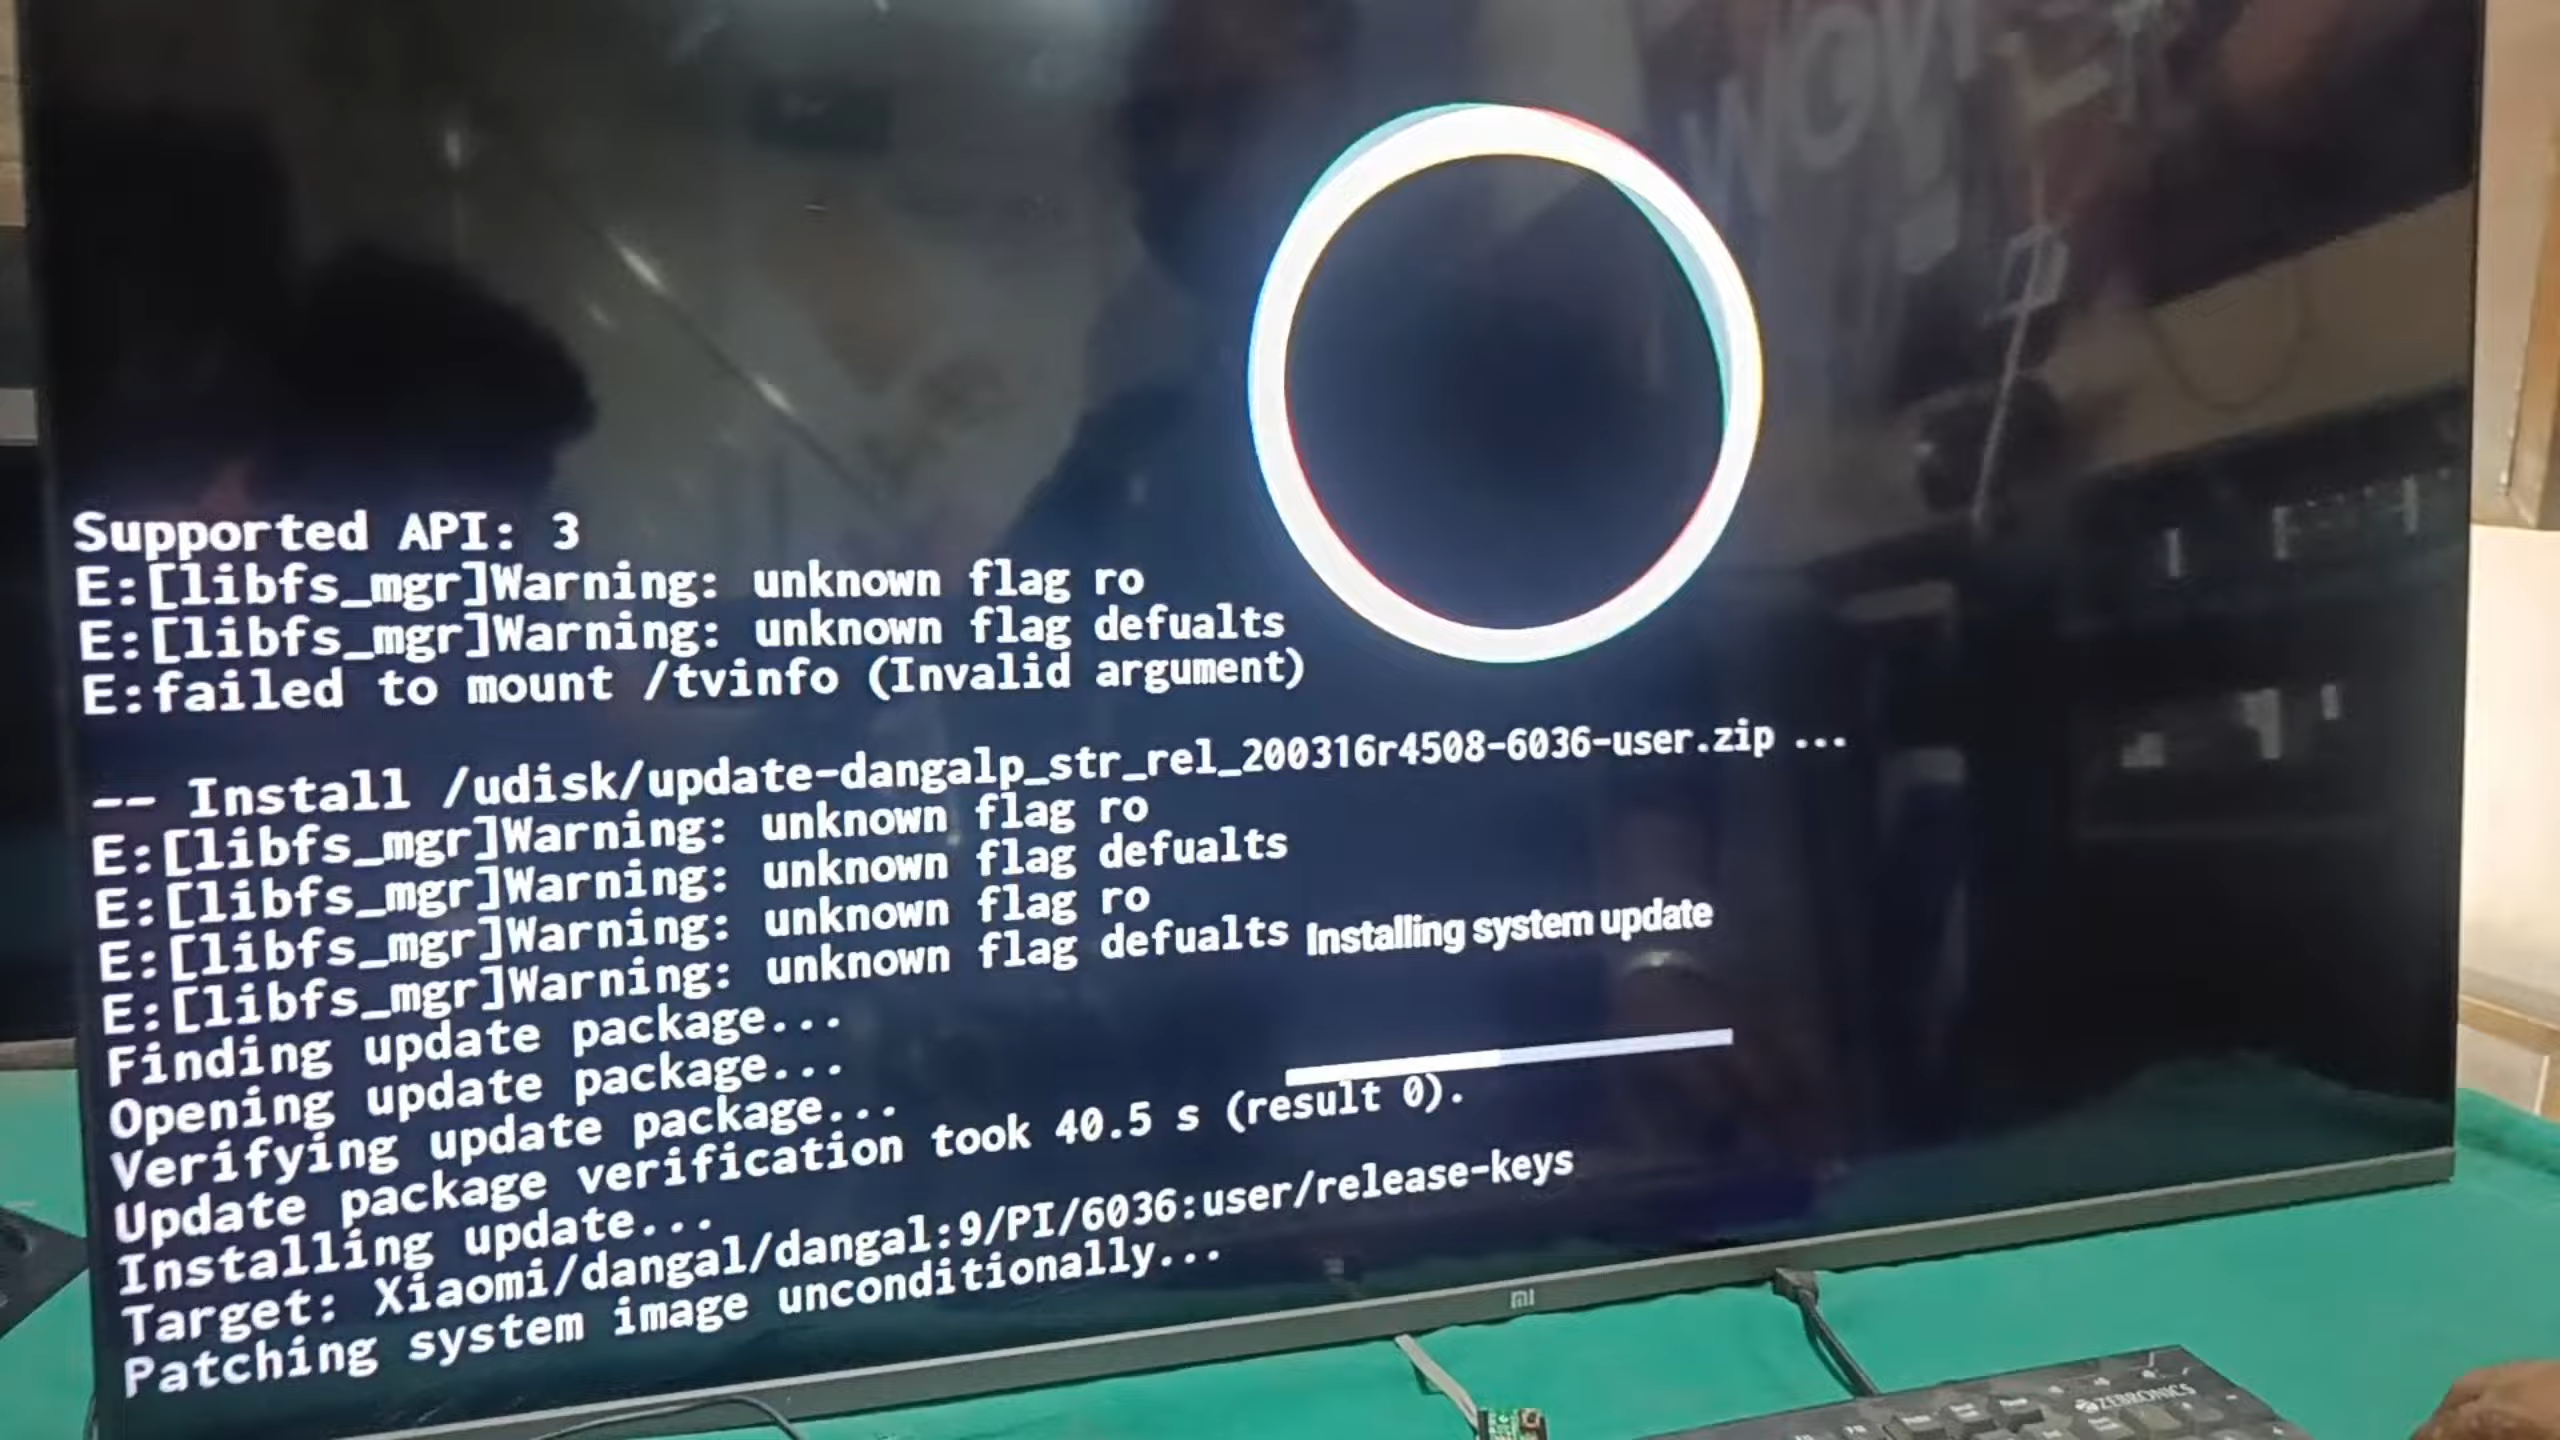 Supported API: 3
E:[libfs_mgr]Warning: unknown flag ro
E:[libfs_mgr]Warning: unknown flag defualts
E:failed to mount /tvinfo (Invalid argument)
-- Install /udisk/update-dangalp_str_rel_200316r4508-6036-user.zip ...
E:[libfs_mgr]Warning: unknown flag ro
E:[libfs_mgr]Warning: unknown flag defualts
E:[libfs_mgr]Warning: unknown flag ro
E:[libfs_mgr]Warning: unknown flag defualts
Installing system update
Finding update package...
Opening update package...
Verifying update package...
Update package verification took 40.5 s (result 0).
Installing update...
Target: Xiaomi/dangal/dangal:9/PI/6036:user/release-keys
Patching system image unconditionally...
mi
ZEBRONICS